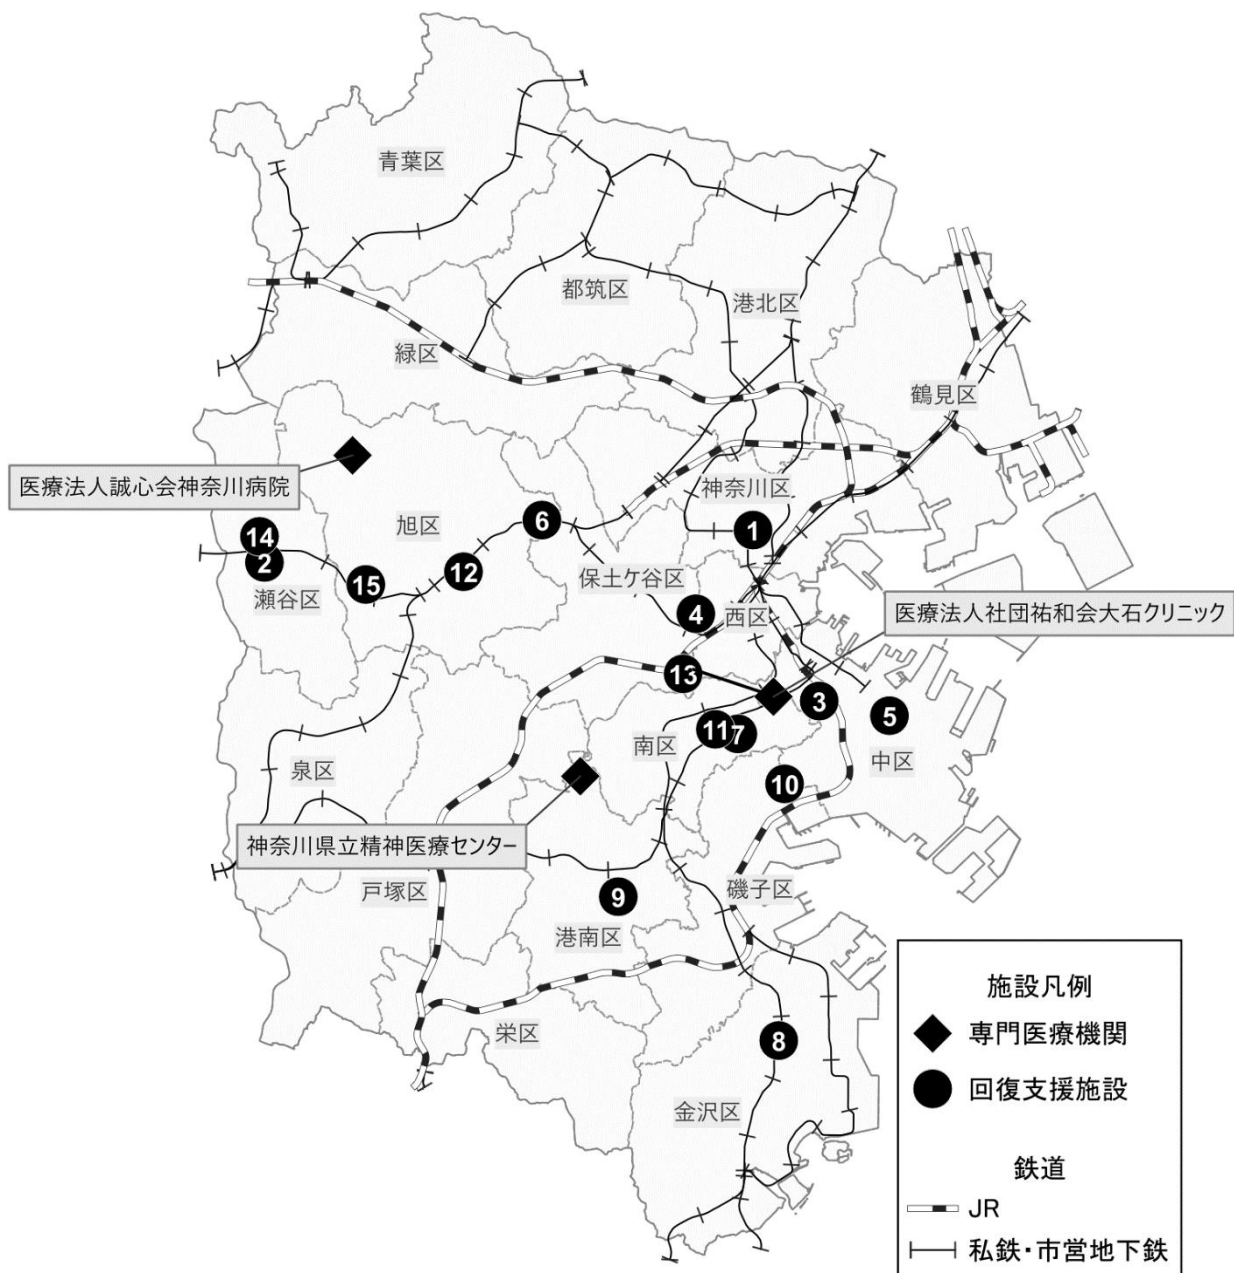 青葉区
都筑区
港北区
緑区
鶴見区
医療法人誠心会神奈川病院
神奈川区
旭区
6
1
14
2
12
15
保土ケ谷区
瀬谷区
4
西区
医療法人社団祐和会大石クリニック
13
3
5
11
7
南区
中区
泉区
10
神奈川県立精神医療センター
戸塚区
9
磯子区
港南区
栄区
8
金沢区
施設凡例
専門医療機関
回復支援施設
鉄道
JR
私鉄・市営地下鉄